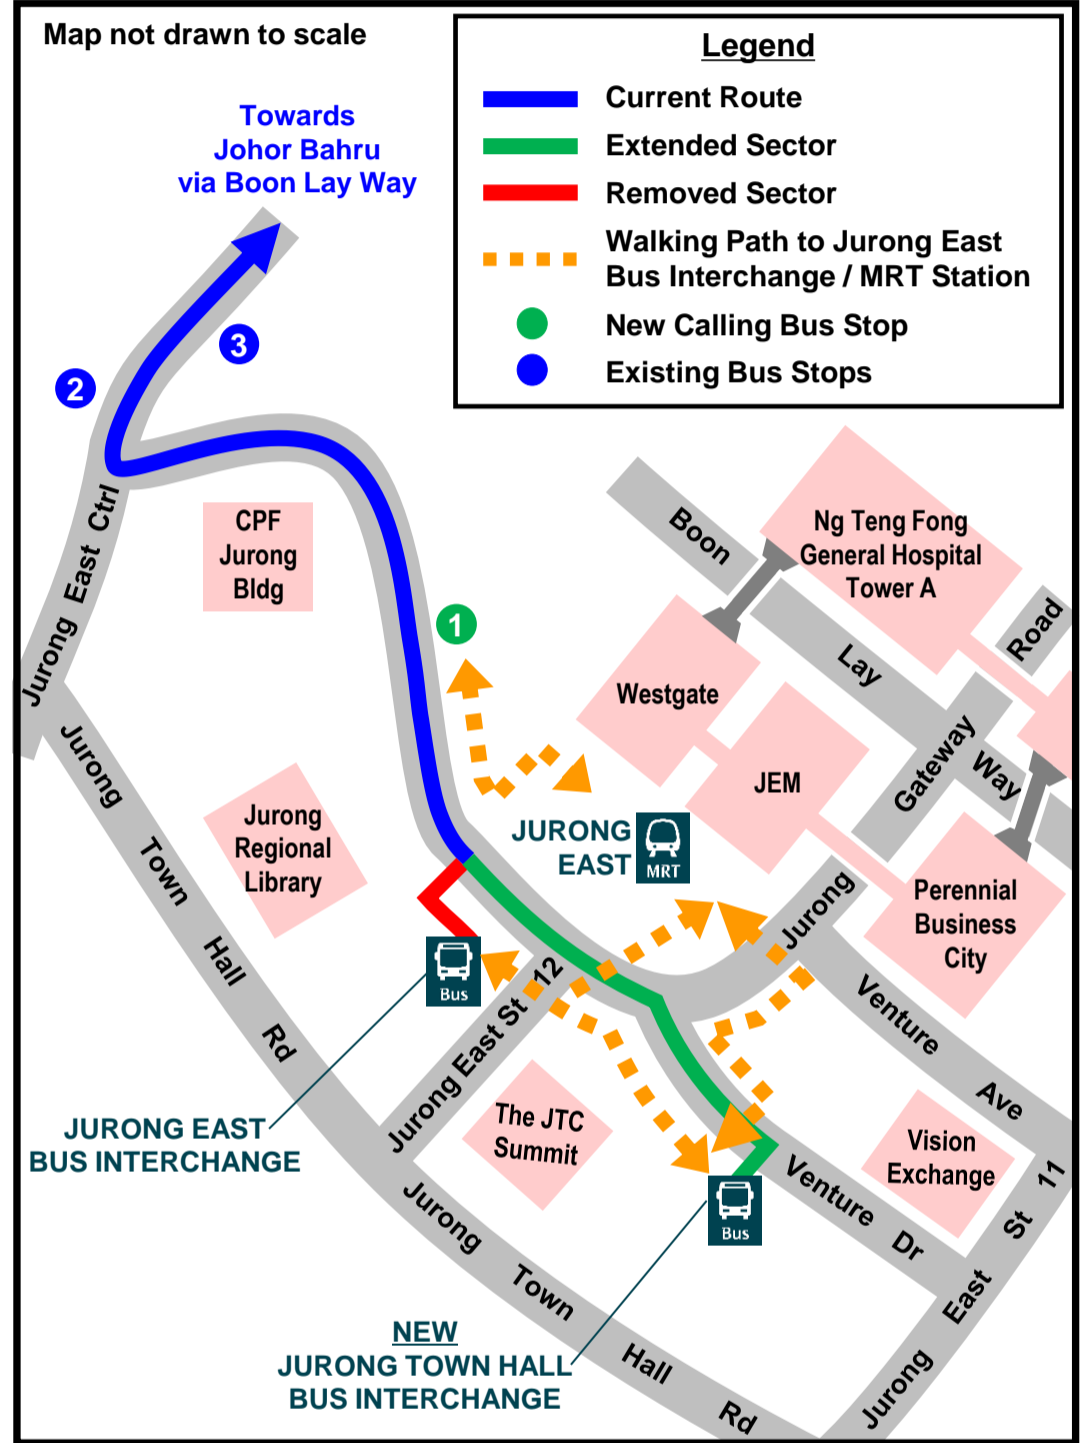 Map not drawn to scale
Legend
Current Route
Extended Sector
Removed Sector
Walking Path to Jurong East
Bus Interchange / MRT Station
New Calling Bus Stop
Existing Bus Stops
Towards
Johor Bahru
via Boon Lay Way
3
2
Jurong East Ctrl
CPF
Jurong
Bldg
1
Boon
Lay
Way
Ng Teng Fong
General Hospital
Tower A
Road
Gateway
Jurong
Westgate
JEM
JURONG
EAST
MRT
Jurong
Regional
Library
Perennial
Business
City
Jurong
Town
Hall
Rd
Bus
Jurong East St 12
Venture
Ave
The JTC
Summit
Vision
Exchange
JURONG EAST
BUS INTERCHANGE
Bus
Venture
Dr
Jurong
East
St
11
Jurong
Town
Hall
Rd
NEW
JURONG TOWN HALL
BUS INTERCHANGE